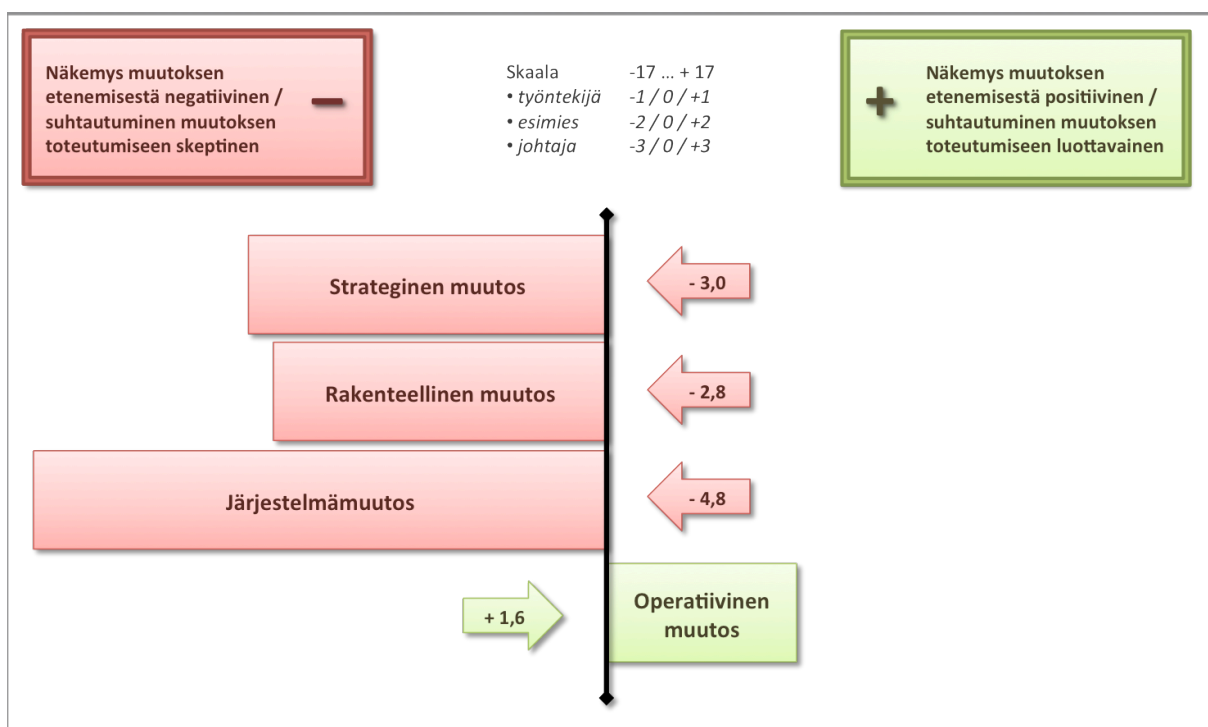 Näkemys muutoksen
etenemisestä negatiivinen /
suhtautuminen muutoksen
toteutumiseen skeptinen
–
Skaala -17 ... + 17
• työntekijä -1 / 0 / +1
• esimies -2 / 0 / +2
• johtaja -3 / 0 / +3
+
Näkemys muutoksen
etenemisestä positiivinen /
suhtautuminen muutoksen
toteutumiseen luottavainen
Strateginen muutos
- 3,0
Rakenteellinen muutos
- 2,8
Järjestelmämuutos
- 4,8
+ 1,6
Operatiivinen
muutos